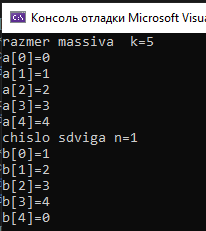 Консоль отладки Microsoft Visua
razmer massiva  k=5
a[0]=0
a[1]=1
a[2]=2
a[3]=3
a[4]=4
chislo sdviga n=1
b[0]=1
b[1]=2
b[2]=3
b[3]=4
b[4]=0